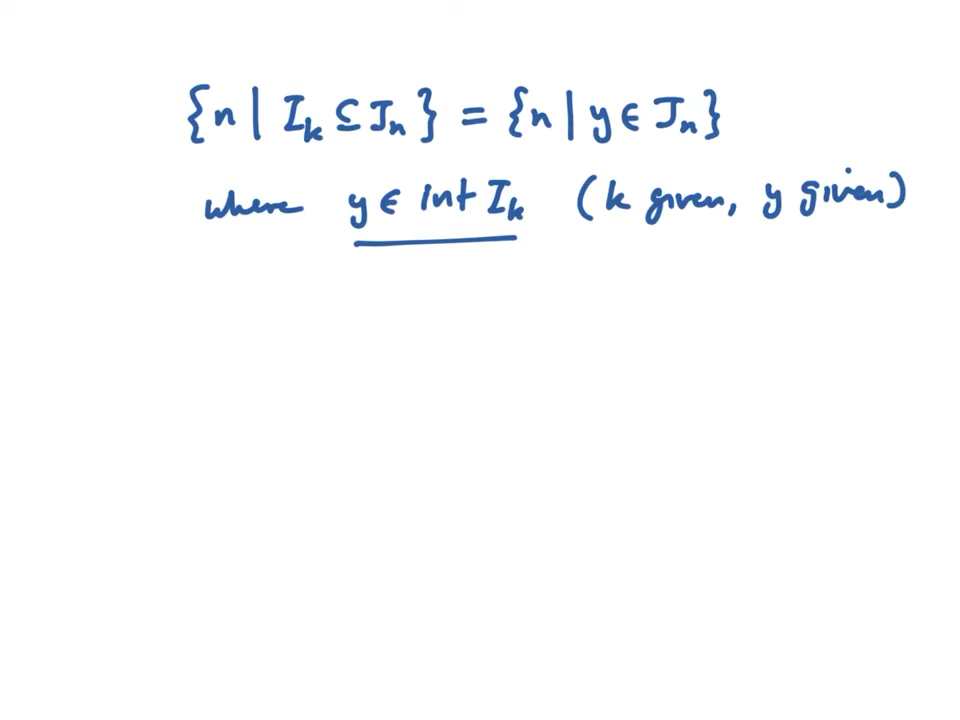 {n | I_k ⊆ J_n} = {n | y ∈ J_n}
where y ∈ int I_k (k given, y given)